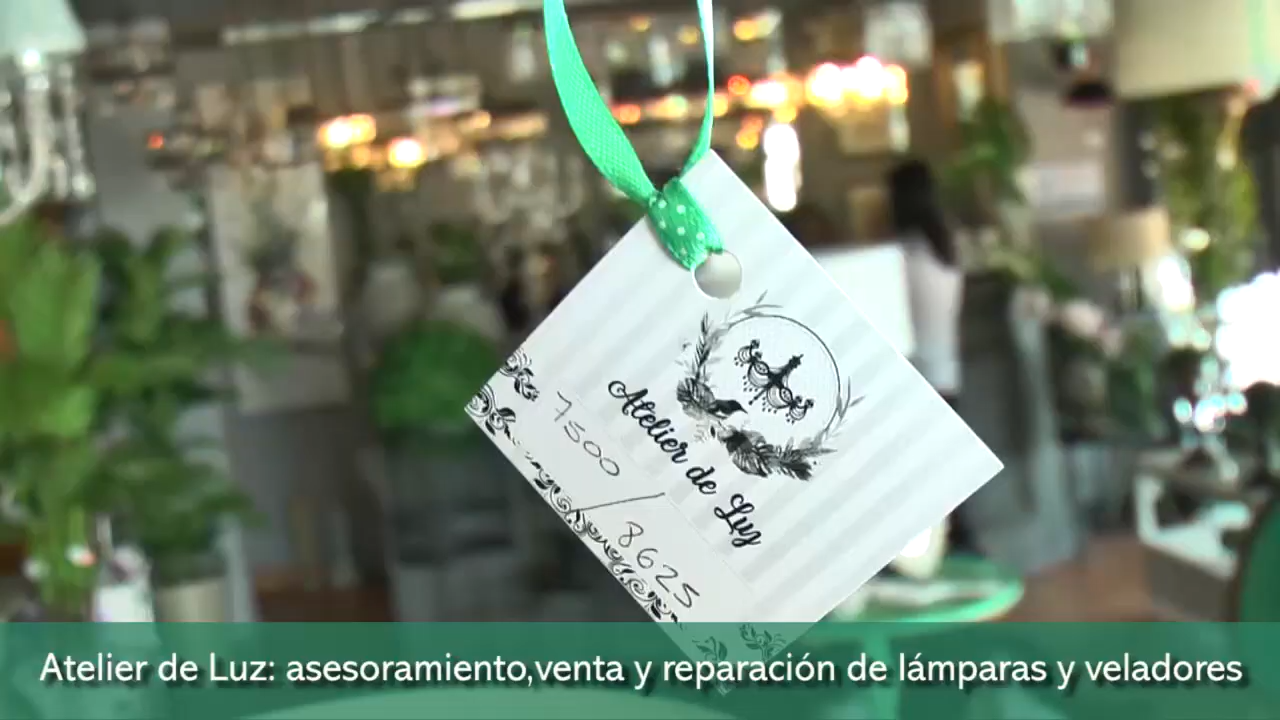 Atelier de Luz
7500 / 8625
Atelier de Luz: asesoramiento,venta y reparación de lámparas y veladores